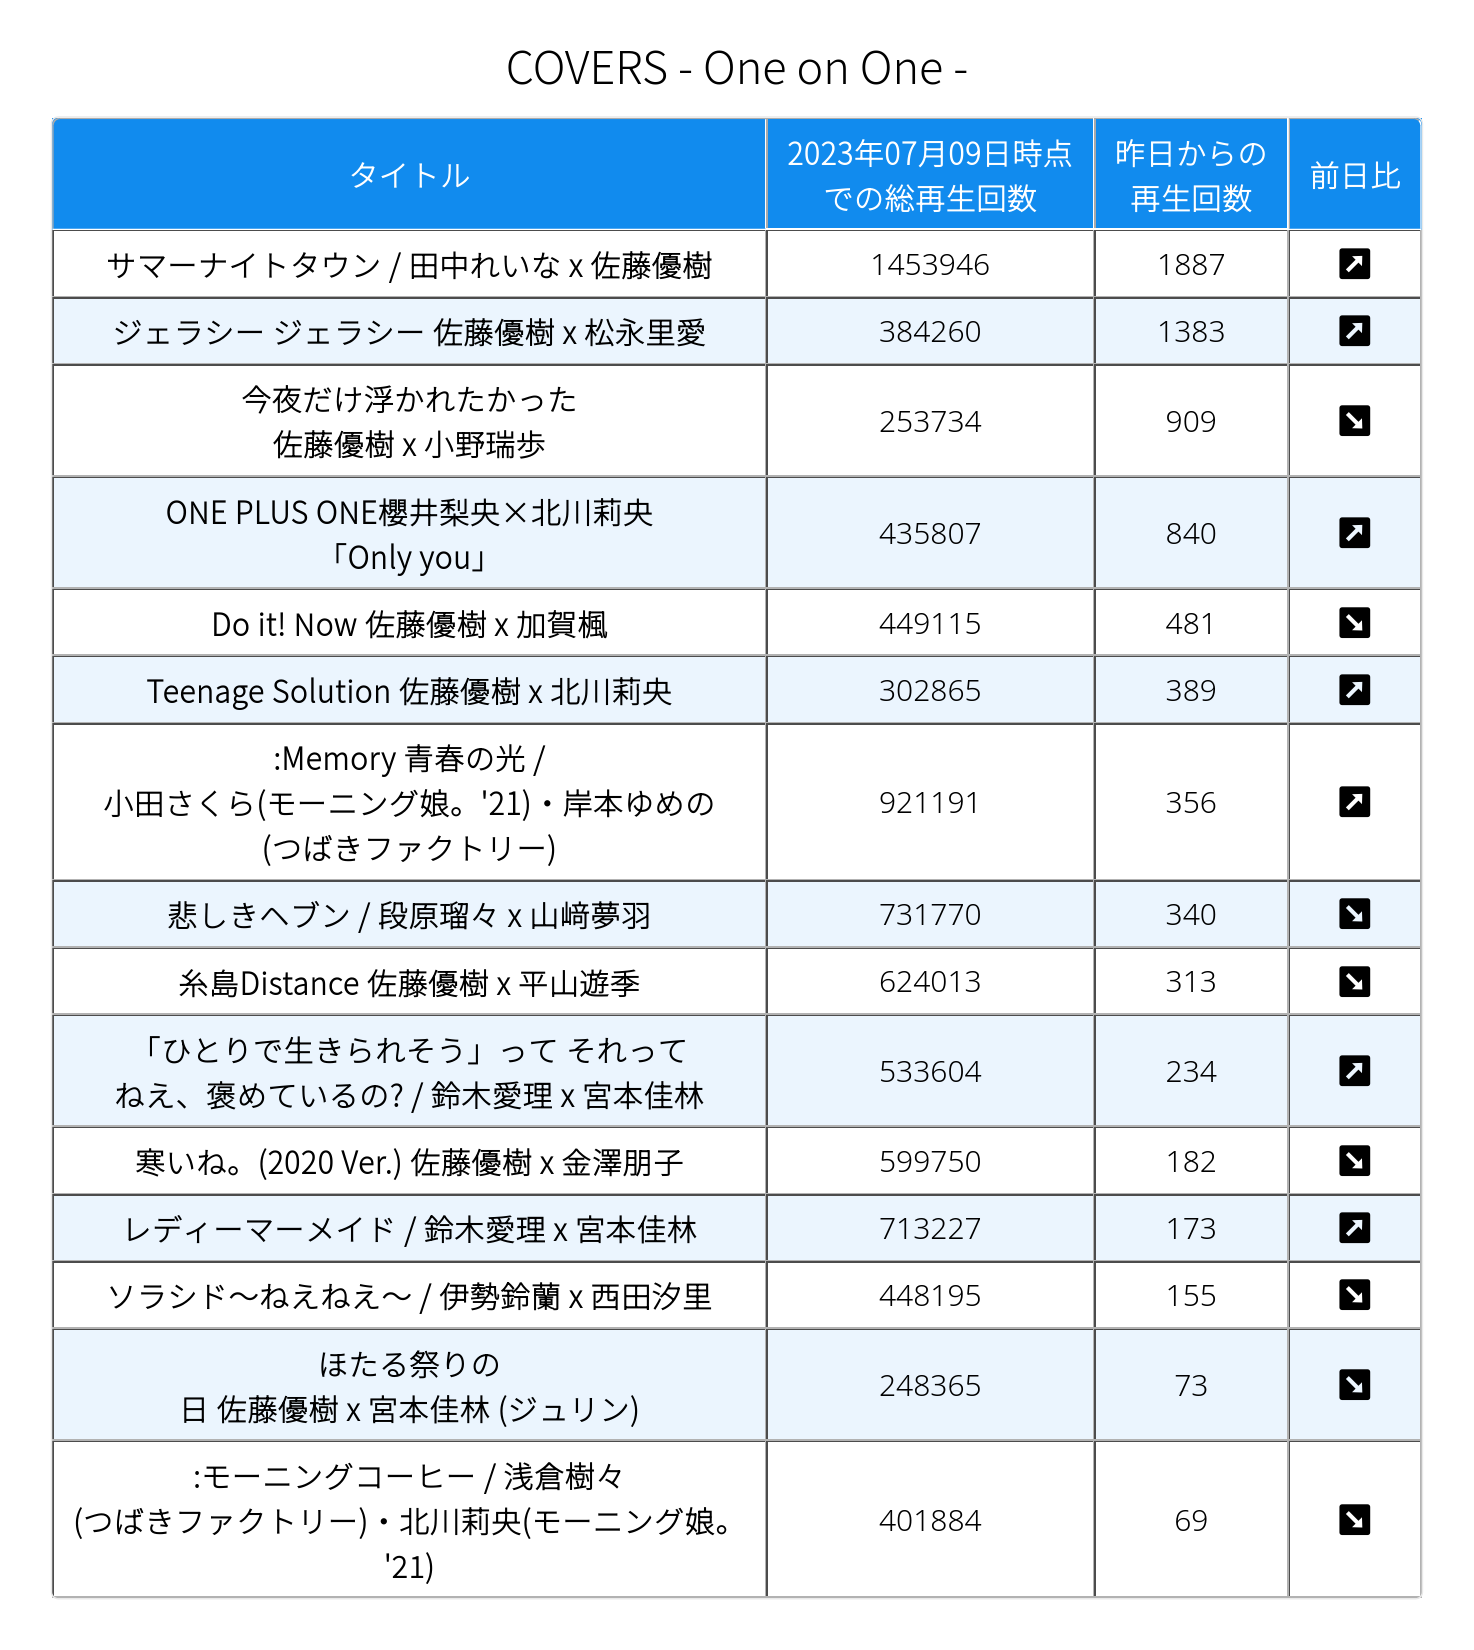 COVERS - One on One -
タイトル
2023年07月09日時点
での総再生回数
昨日からの
再生回数
前日比
サマーナイトタウン / 田中れいな x 佐藤優樹
1453946
1887
ジェラシー ジェラシー 佐藤優樹 x 松永里愛
384260
1383
今夜だけ浮かれたかった
佐藤優樹 x 小野瑞歩
253734
909
ONE PLUS ONE櫻井梨央×北川莉央
「Only you」
435807
840
Do it! Now 佐藤優樹 x 加賀楓
449115
481
Teenage Solution 佐藤優樹 x 北川莉央
302865
389
:Memory 青春の光 /
小田さくら(モーニング娘。'21)・岸本ゆめの
(つばきファクトリー)
921191
356
悲しきヘブン / 段原瑠々 x 山﨑夢羽
731770
340
糸島Distance 佐藤優樹 x 平山遊季
624013
313
「ひとりで生きられそう」って それって
ねえ、褒めているの? / 鈴木愛理 x 宮本佳林
533604
234
寒いね。(2020 Ver.) 佐藤優樹 x 金澤朋子
599750
182
レディーマーメイド / 鈴木愛理 x 宮本佳林
713227
173
ソラシド〜ねえねえ〜 / 伊勢鈴蘭 x 西田汐里
448195
155
ほたる祭りの
日 佐藤優樹 x 宮本佳林 (ジュリン)
248365
73
:モーニングコーヒー / 浅倉樹々
(つばきファクトリー)・北川莉央(モーニング娘。
'21)
401884
69